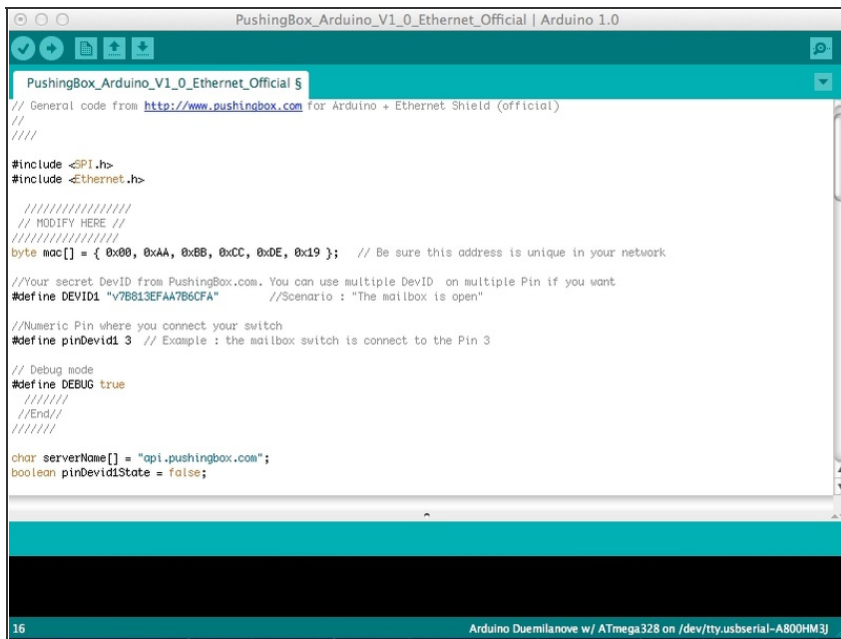 PushingBox_Arduino_V1_0_Ethernet_Official | Arduino 1.0
PushingBox_Arduino_V1_0_Ethernet_Official §
// General code from http://www.pushingbox.com for Arduino + Ethernet Shield (official)
//
////
#include <SPI.h>
#include <Ethernet.h>
/////////////////
// MODIFY HERE //
/////////////////
byte mac[] = { 0x00, 0xAA, 0xBB, 0xCC, 0xDE, 0x19 };   // Be sure this address is unique in your network
//Your secret DevID from PushingBox.com. You can use multiple DevID  on multiple Pin if you want
#define DEVID1 "v7B813EFAA7B6CFA"        //Scenario : "The mailbox is open"
//Numeric Pin where you connect your switch
#define pinDevid1 3  // Example : the mailbox switch is connect to the Pin 3
// Debug mode
#define DEBUG true
///////
//End//
///////
char serverName[] = "api.pushingbox.com";
boolean pinDevid1State = false;
16
Arduino Duemilanove w/ ATmega328 on /dev/tty.usbserial-A800HM3J